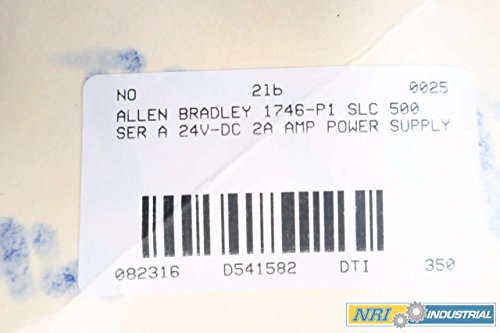 NO 21b 0025
ALLEN BRADLEY 1746-P1 SLC 500
SER A 24V-DC 2A AMP POWER SUPPLY
082316 D541582 DTI 350
NRI INDUSTRIAL